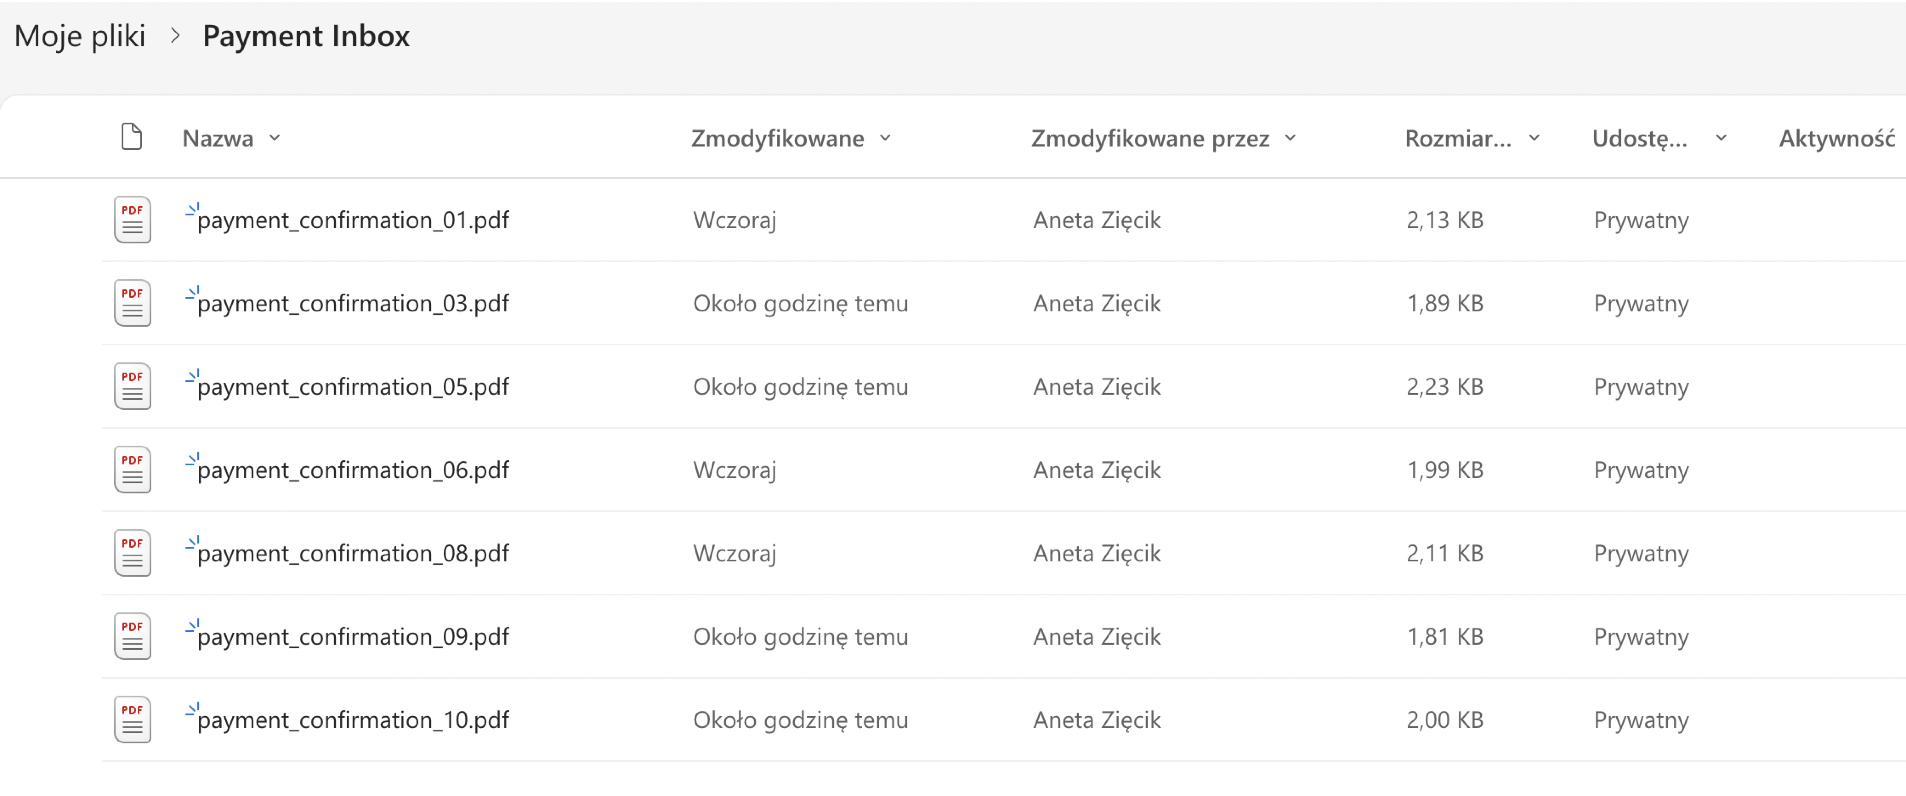 Moje pliki > Payment Inbox
Nazwa Zmodyfikowane Zmodyfikowane przez Rozmiar... Udostę... Aktywność
PDF payment_confirmation_01.pdf Wczoraj Aneta Zięcik 2,13 KB Prywatny
PDF payment_confirmation_03.pdf Około godzinę temu Aneta Zięcik 1,89 KB Prywatny
PDF payment_confirmation_05.pdf Około godzinę temu Aneta Zięcik 2,23 KB Prywatny
PDF payment_confirmation_06.pdf Wczoraj Aneta Zięcik 1,99 KB Prywatny
PDF payment_confirmation_08.pdf Wczoraj Aneta Zięcik 2,11 KB Prywatny
PDF payment_confirmation_09.pdf Około godzinę temu Aneta Zięcik 1,81 KB Prywatny
PDF payment_confirmation_10.pdf Około godzinę temu Aneta Zięcik 2,00 KB Prywatny